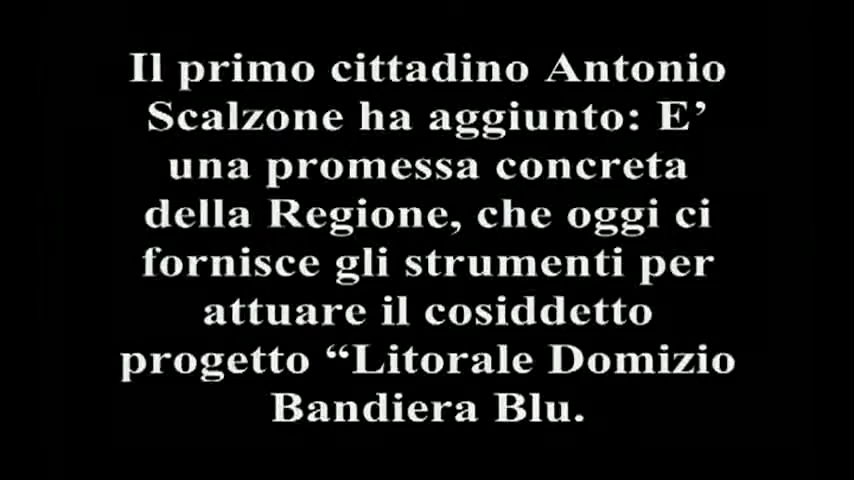 Il primo cittadino Antonio
Scalzone ha aggiunto: E’
una promessa concreta
della Regione, che oggi ci
fornisce gli strumenti per
attuare il cosiddetto
progetto “Litorale Domizio
Bandiera Blu.